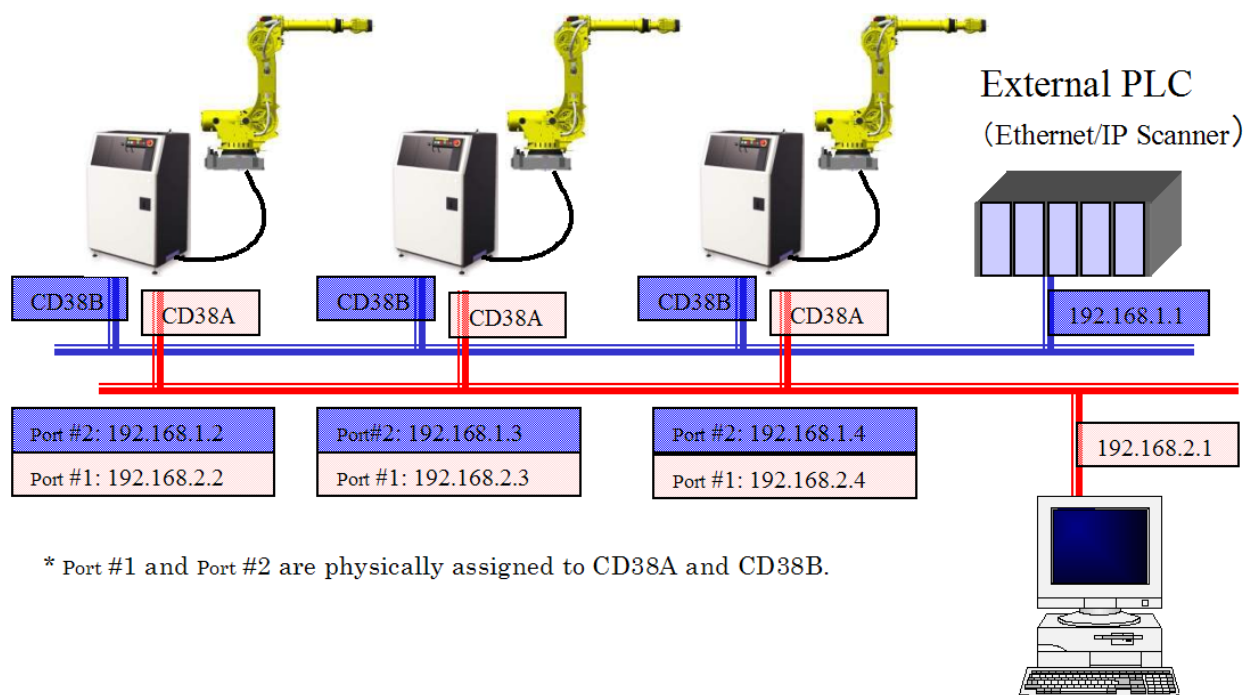 External PLC
(Ethernet/IP Scanner)
CD38B
CD38A
CD38B
CD38A
CD38B
CD38A
192.168.1.1
Port #2: 192.168.1.2
Port #1: 192.168.2.2
Port#2: 192.168.1.3
Port #1: 192.168.2.3
Port #2: 192.168.1.4
Port #1: 192.168.2.4
192.168.2.1
* Port #1 and Port #2 are physically assigned to CD38A and CD38B.